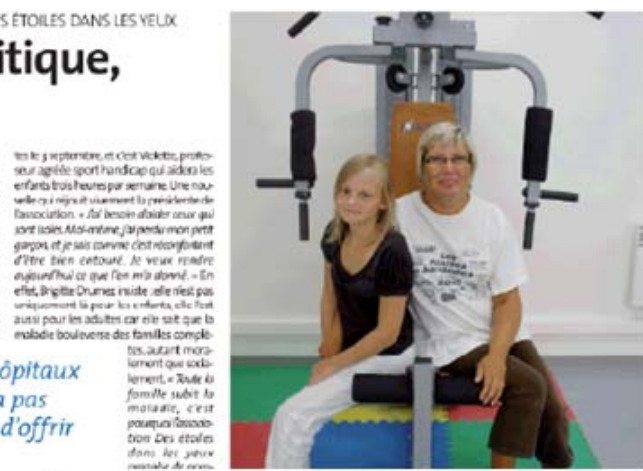 S ÉTOILES DANS LES YEUX
itique,
tes le 9 septembre, et c'est Violette, profes-
seur agréée sport handicap qui aidera les
enfants trois heures par semaine. Une nou-
velle qui réjouit vivement la présidente de
l'association. « J'ai besoin d'aider ceux qui
sont isolés. Moi-même, j'ai perdu mon petit
garçon, et je sais comme c'est réconfortant
d'être bien entouré. Je veux rendre
aujourd'hui ce que l'on m'a donné. » En
effet, Brigitte Drumez insiste : elle n'est pas
uniquement là pour les enfants, elle l'est
aussi pour les adultes car elle sait que la
maladie bouleverse des familles complè-
tes, autant mora-
lement que socia-
lement. « Toute la
famille subit la
maladie, c'est
pourquoi l'associa-
tion Des étoiles
dans les yeux
ôpitaux
a pas
d'offrir
Les